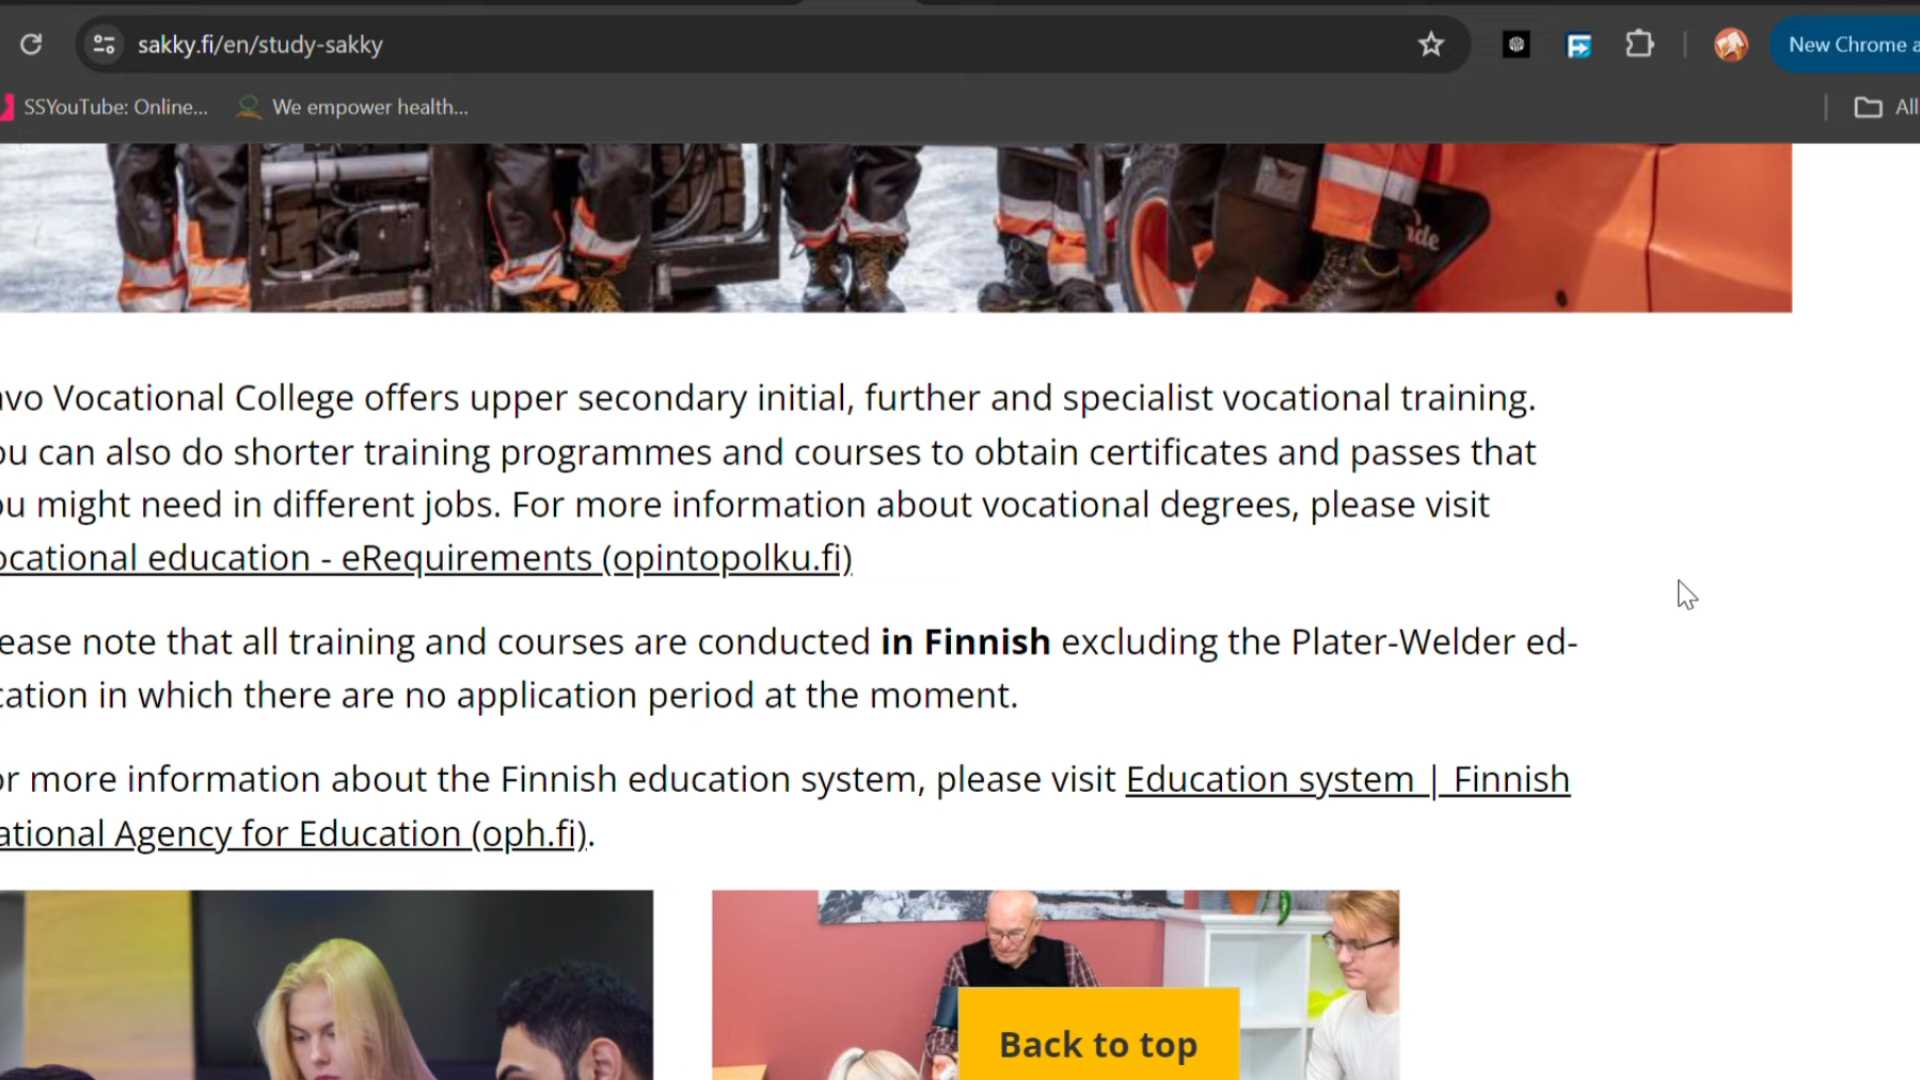 sakky.fi/en/study-sakky
New Chrome a
SSYouTube: Online...
We empower health...
All
nde
vo Vocational College offers upper secondary initial, further and specialist vocational training.
ou can also do shorter training programmes and courses to obtain certificates and passes that
ou might need in different jobs. For more information about vocational degrees, please visit
ocational education - eRequirements (opintopolku.fi)
ease note that all training and courses are conducted in Finnish excluding the Plater-Welder ed-
cation in which there are no application period at the moment.
or more information about the Finnish education system, please visit Education system | Finnish
ational Agency for Education (oph.fi).
Back to top